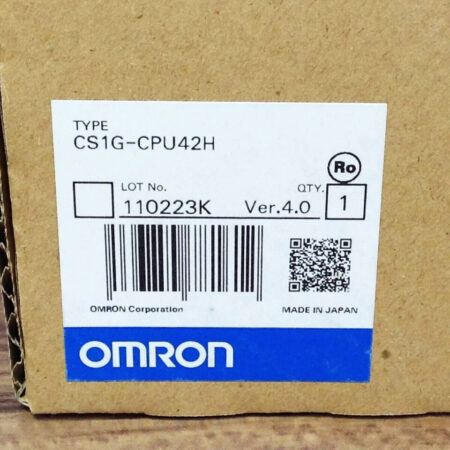 TYPE
CS1G-CPU42H
Ro
LOT No. QTY.
110223K Ver.4.0 1
OMRON Corporation MADE IN JAPAN
OMRON